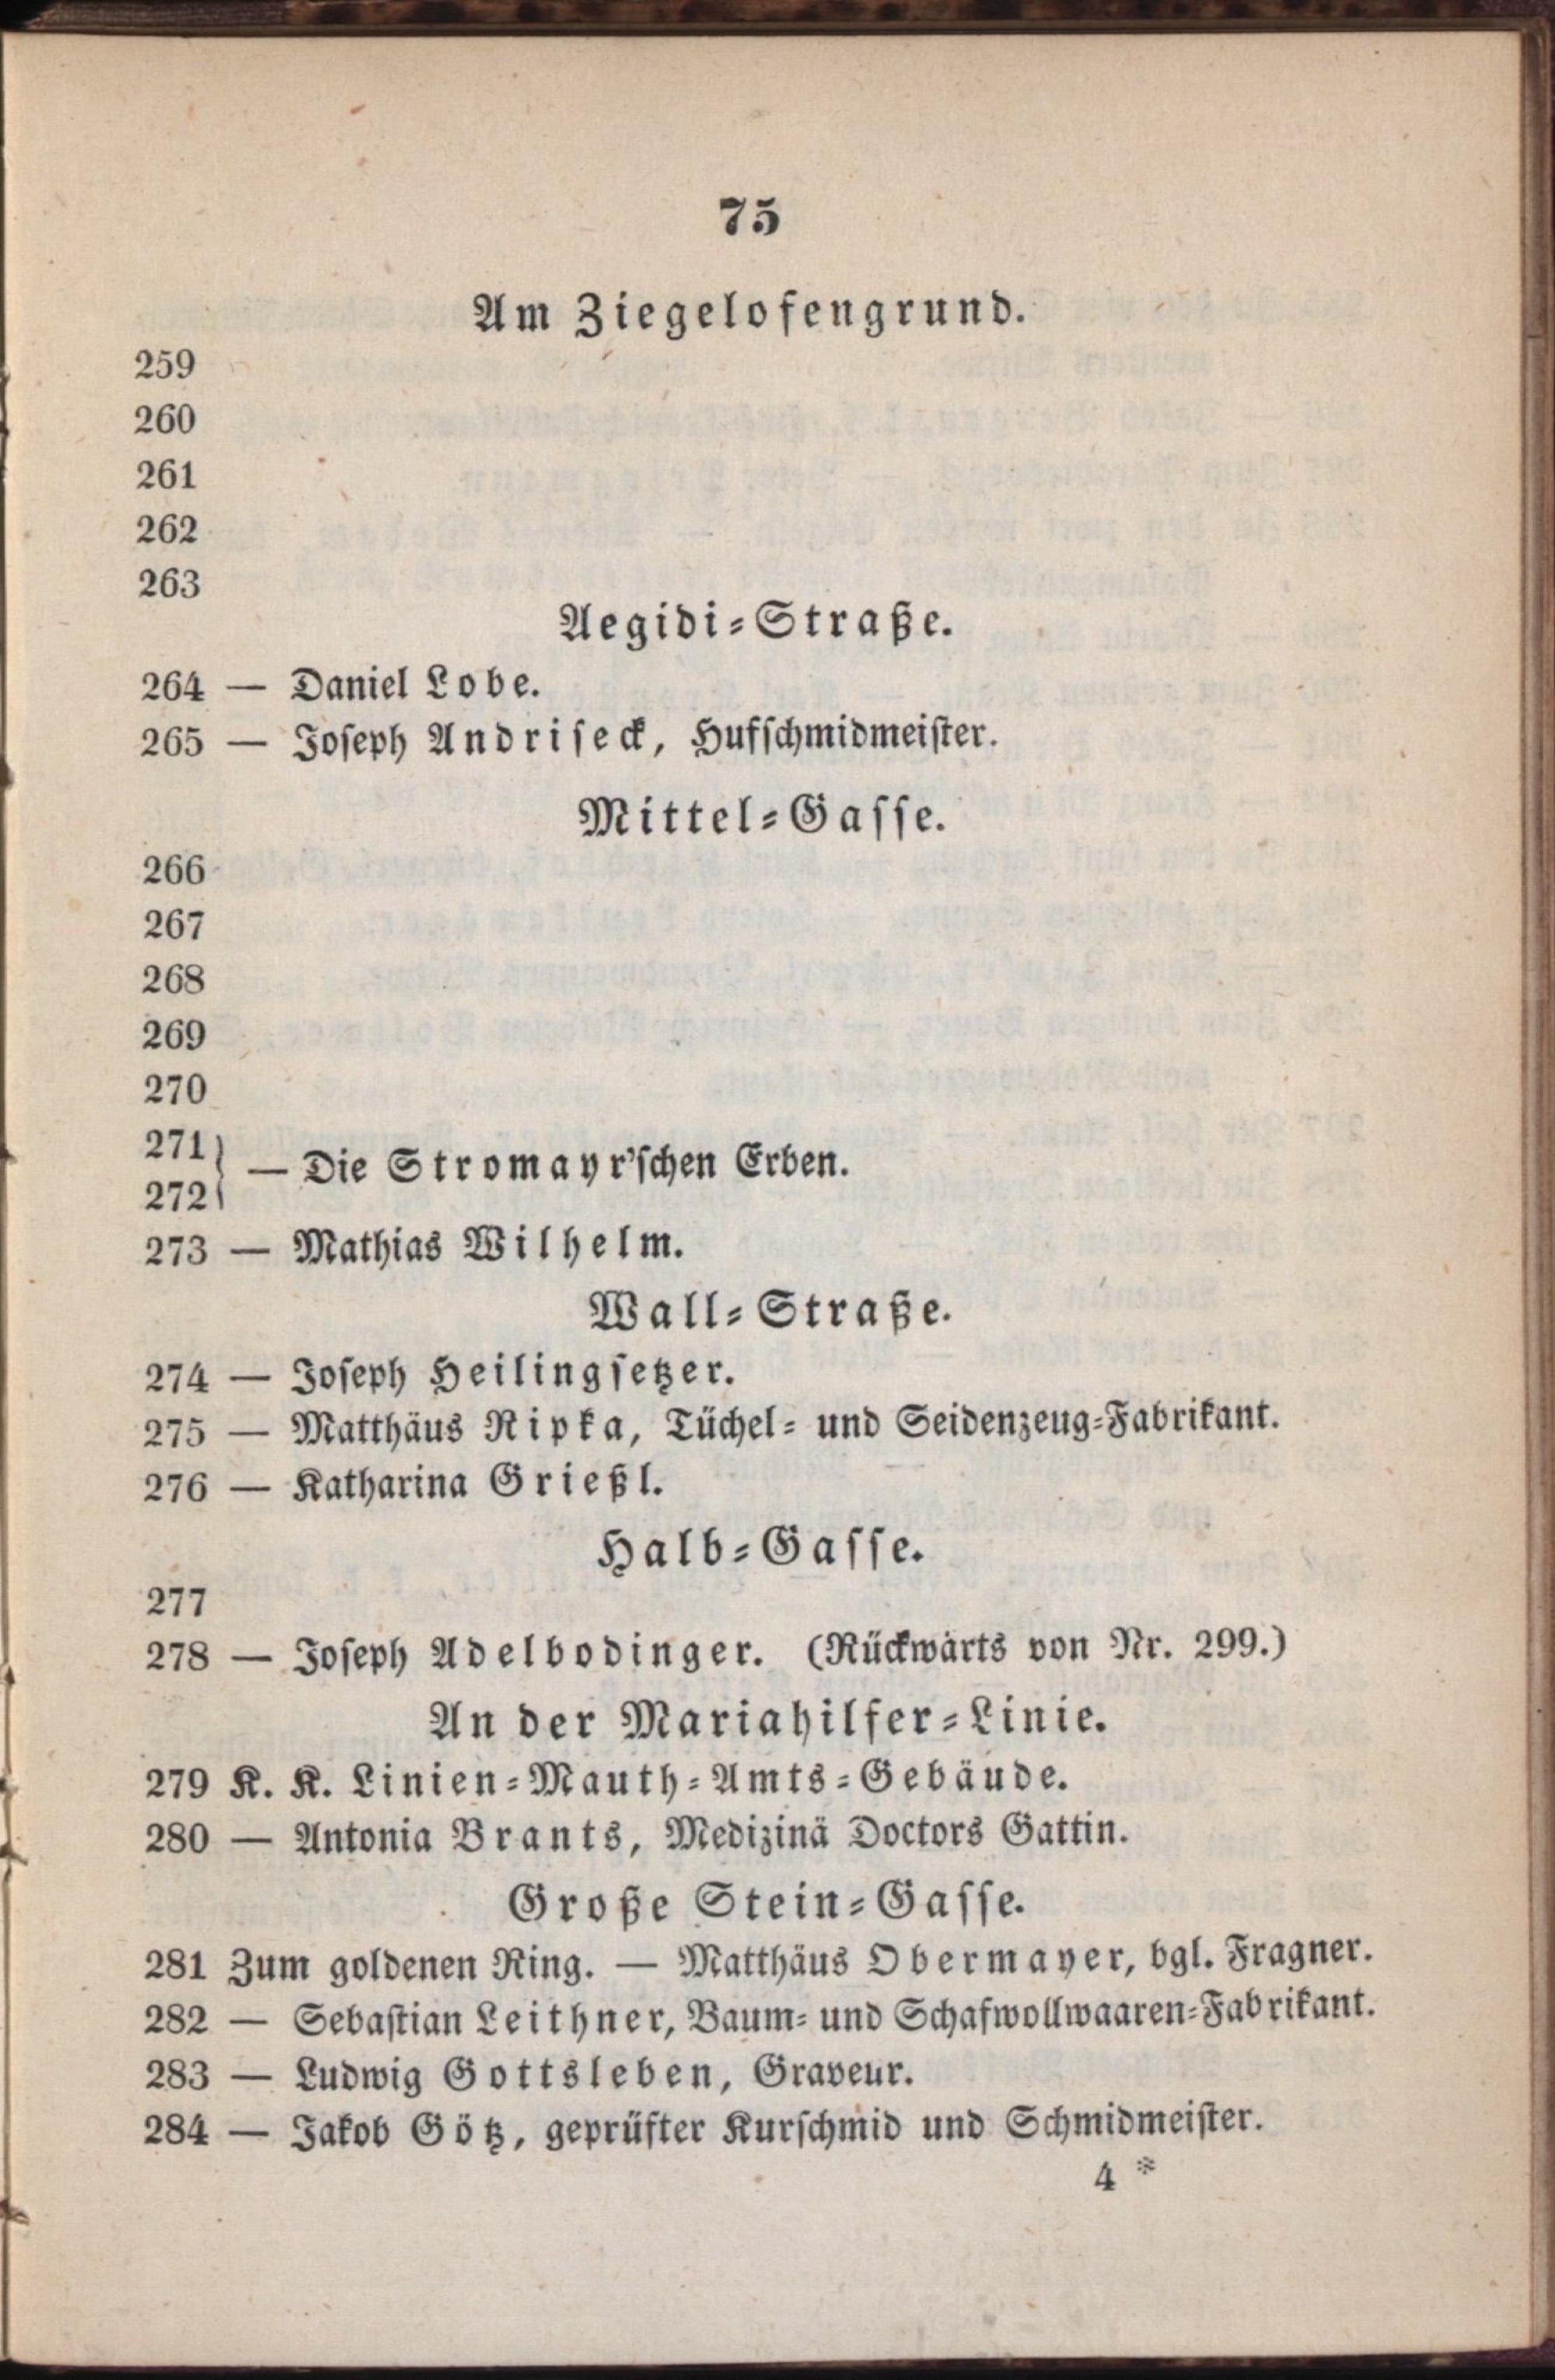 75
Am Ziegelofengrund.
259
260
261
262
263
Aegidi-Straße.
264 — Daniel Lobe.
265 — Joseph Andriseck, Hufschmidmeister.
Mittel-Gasse.
266
267
268
269
270
271
272 } — Die Stromayr'schen Erben.
273 — Mathias Wilhelm.
Wall-Straße.
274 — Joseph Heilingsetzer.
275 — Matthäus Ripka, Tüchel- und Seidenzeug-Fabrikant.
276 — Katharina Grießl.
Halb-Gasse.
277
278 — Joseph Adelbodinger. (Rückwärts von Nr. 299.)
An der Mariahilfer-Linie.
279 K. K. Linien-Mauth-Amts-Gebäude.
280 — Antonia Brants, Medizinä Doctors Gattin.
Große Stein-Gasse.
281 Zum goldenen Ring. — Matthäus Obermayer, bgl. Fragner.
282 — Sebastian Leithner, Baum- und Schafwollwaaren-Fabrikant.
283 — Ludwig Gottsleben, Graveur.
284 — Jakob Götz, geprüfter Kurschmid und Schmidmeister.
4 *